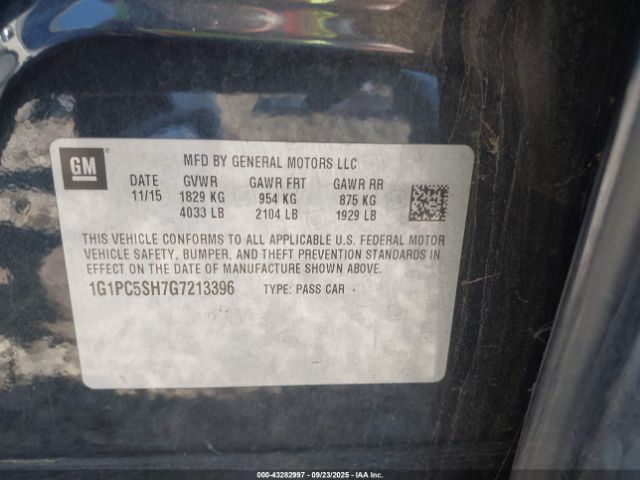 GM
MFD BY GENERAL MOTORS LLC
DATE GVWR GAWR FRT GAWR RR
11/15 1829 KG 954 KG 875 KG
4033 LB 2104 LB 1929 LB
THIS VEHICLE CONFORMS TO ALL APPLICABLE U.S. FEDERAL MOTOR
VEHICLE SAFETY, BUMPER, AND THEFT PREVENTION STANDARDS IN
EFFECT ON THE DATE OF MANUFACTURE SHOWN ABOVE.
1G1PC5SH7G7213396 TYPE: PASS CAR
000-43282997 - 09/23/2025 - IAA Inc.